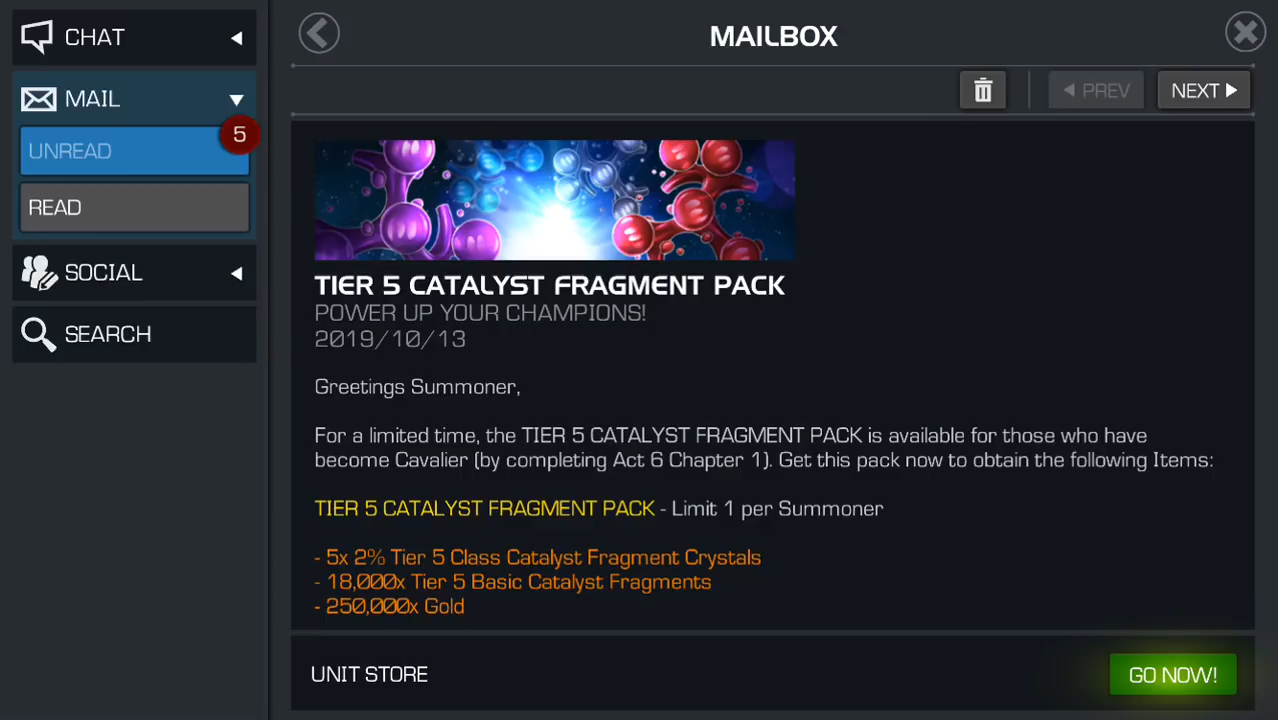 CHAT
MAILBOX
MAIL
5
PREV
NEXT
UNREAD
READ
SOCIAL
SEARCH
TIER 5 CATALYST FRAGMENT PACK
POWER UP YOUR CHAMPIONS!
2019/10/13
Greetings Summoner,
For a limited time, the TIER 5 CATALYST FRAGMENT PACK is available for those who have
become Cavalier (by completing Act 6 Chapter 1). Get this pack now to obtain the following Items:
TIER 5 CATALYST FRAGMENT PACK - Limit 1 per Summoner
- 5x 2% Tier 5 Class Catalyst Fragment Crystals
- 18,000x Tier 5 Basic Catalyst Fragments
- 250,000x Gold
UNIT STORE
GO NOW!